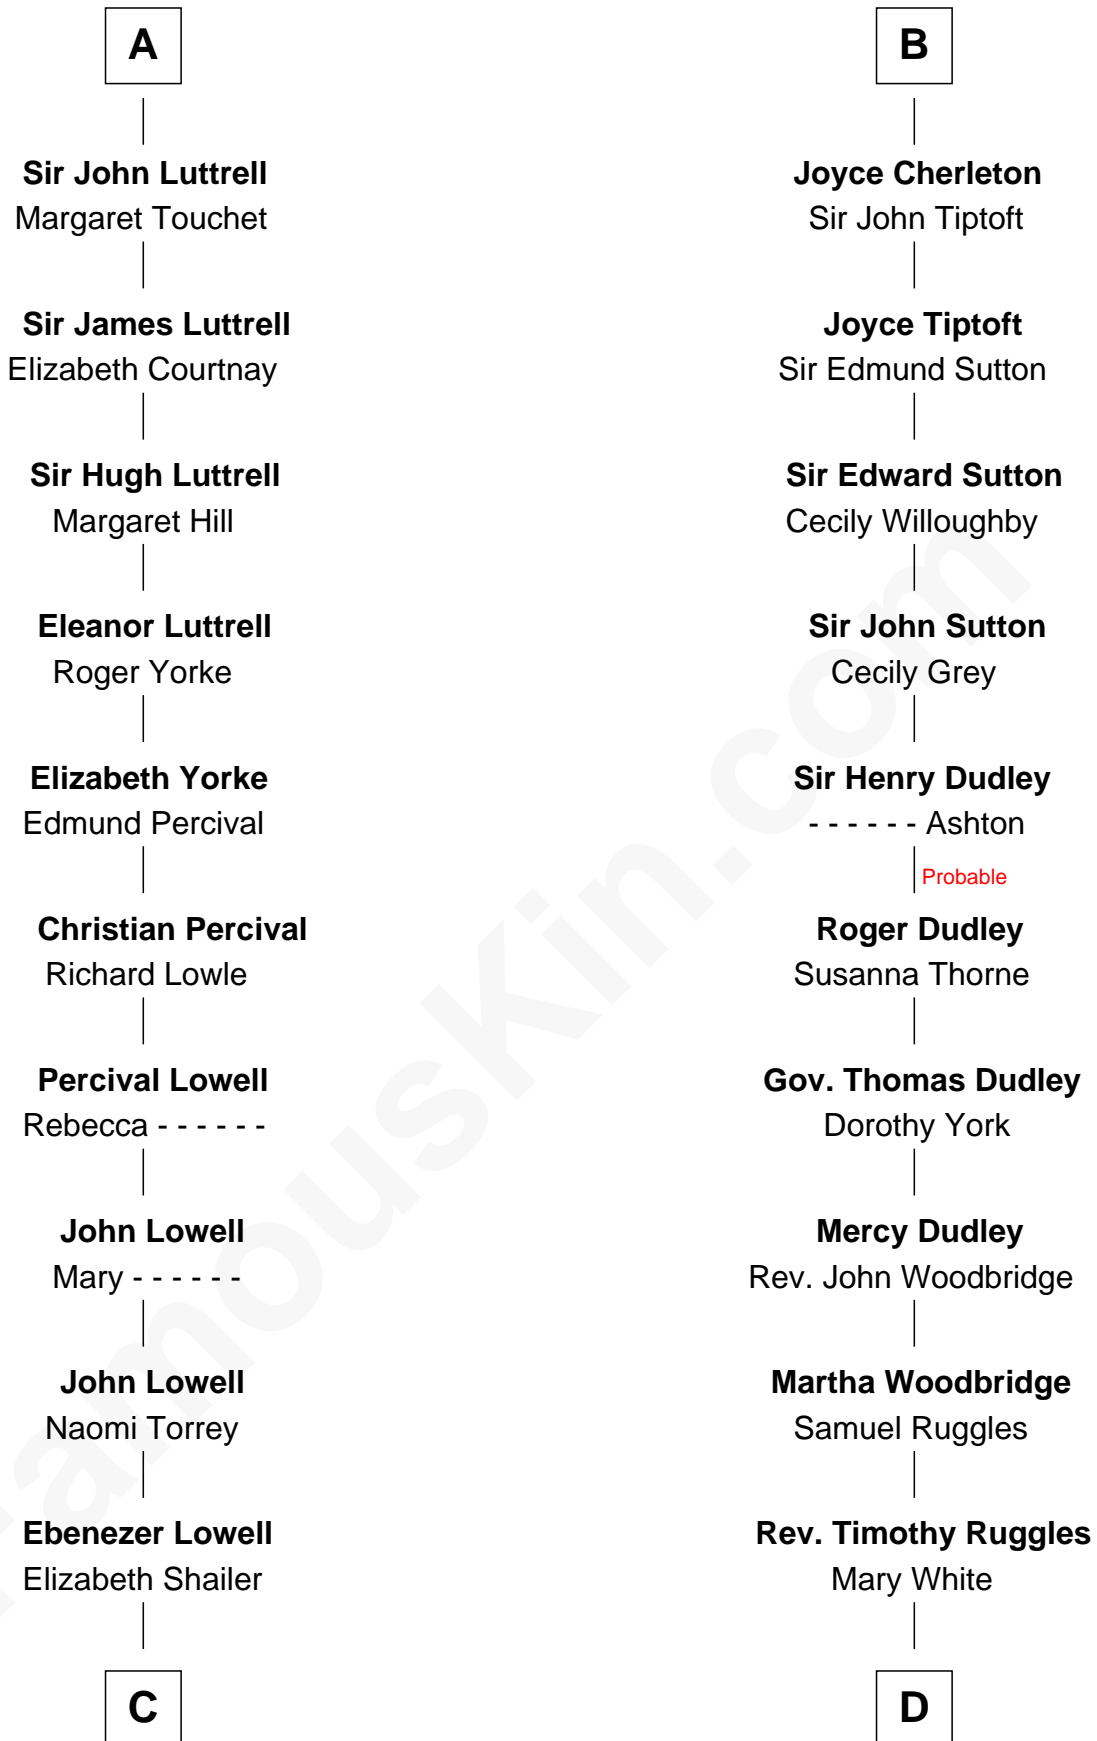 A
Sir John Luttrell
Margaret Touchet
Sir James Luttrell
Elizabeth Courtnay
Sir Hugh Luttrell
Margaret Hill
Eleanor Luttrell
Roger Yorke
Elizabeth Yorke
Edmund Percival
Christian Percival
Richard Lowle
Percival Lowell
Rebecca - - - - - -
John Lowell
Mary - - - - - -
John Lowell
Naomi Torrey
Ebenezer Lowell
Elizabeth Shailer
C
B
Joyce Cherleton
Sir John Tiptoft
Joyce Tiptoft
Sir Edmund Sutton
Sir Edward Sutton
Cecily Willoughby
Sir John Sutton
Cecily Grey
Sir Henry Dudley
- - - - - - Ashton
Probable
Roger Dudley
Susanna Thorne
Gov. Thomas Dudley
Dorothy York
Mercy Dudley
Rev. John Woodbridge
Martha Woodbridge
Samuel Ruggles
Rev. Timothy Ruggles
Mary White
D
FamousKin.com